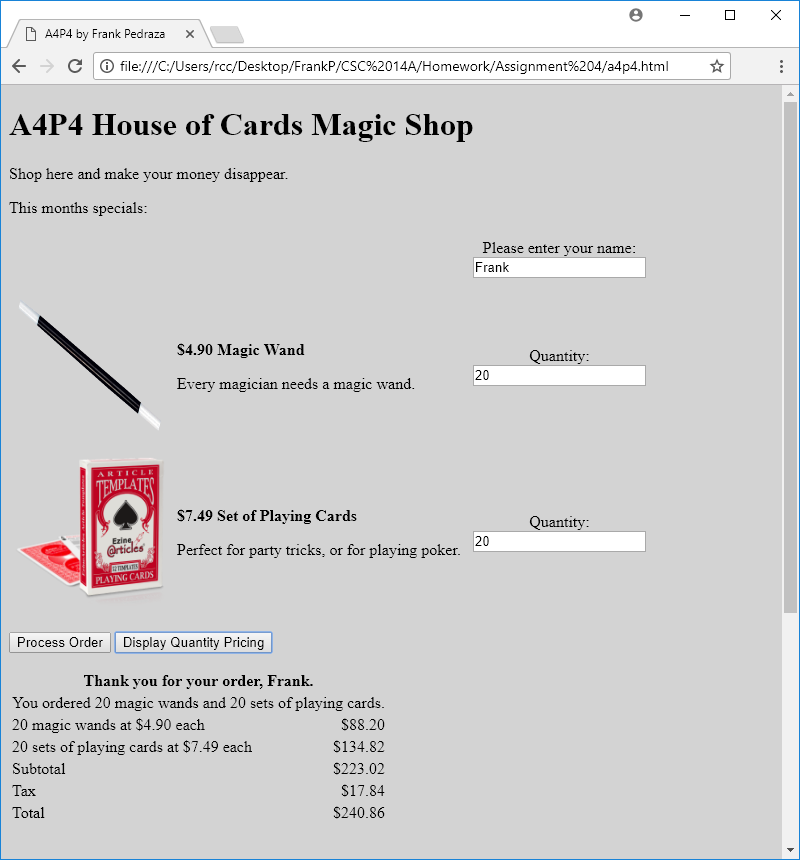 A4P4 by Frank Pedraza
file:///C:/Users/rcc/Desktop/FrankP/CSC%2014A/Homework/Assignment%204/a4p4.html
A4P4 House of Cards Magic Shop
Shop here and make your money disappear.
This months specials:
Please enter your name:
Frank
$4.90 Magic Wand
Every magician needs a magic wand.
Quantity:
20
ARTICLE
TEMPLATES
Ezine
@rticles
52 TEMPLATES
PLAYING CARDS
$7.49 Set of Playing Cards
Perfect for party tricks, or for playing poker.
Quantity:
20
Process Order Display Quantity Pricing
Thank you for your order, Frank.
You ordered 20 magic wands and 20 sets of playing cards.
20 magic wands at $4.90 each $88.20
20 sets of playing cards at $7.49 each $134.82
Subtotal $223.02
Tax $17.84
Total $240.86